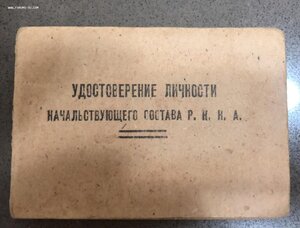 УДОСТОВЕРЕНИЕ ЛИЧНОСТИ
НАЧАЛЬСТВУЮЩЕГО СОСТАВА Р. К. К. А.